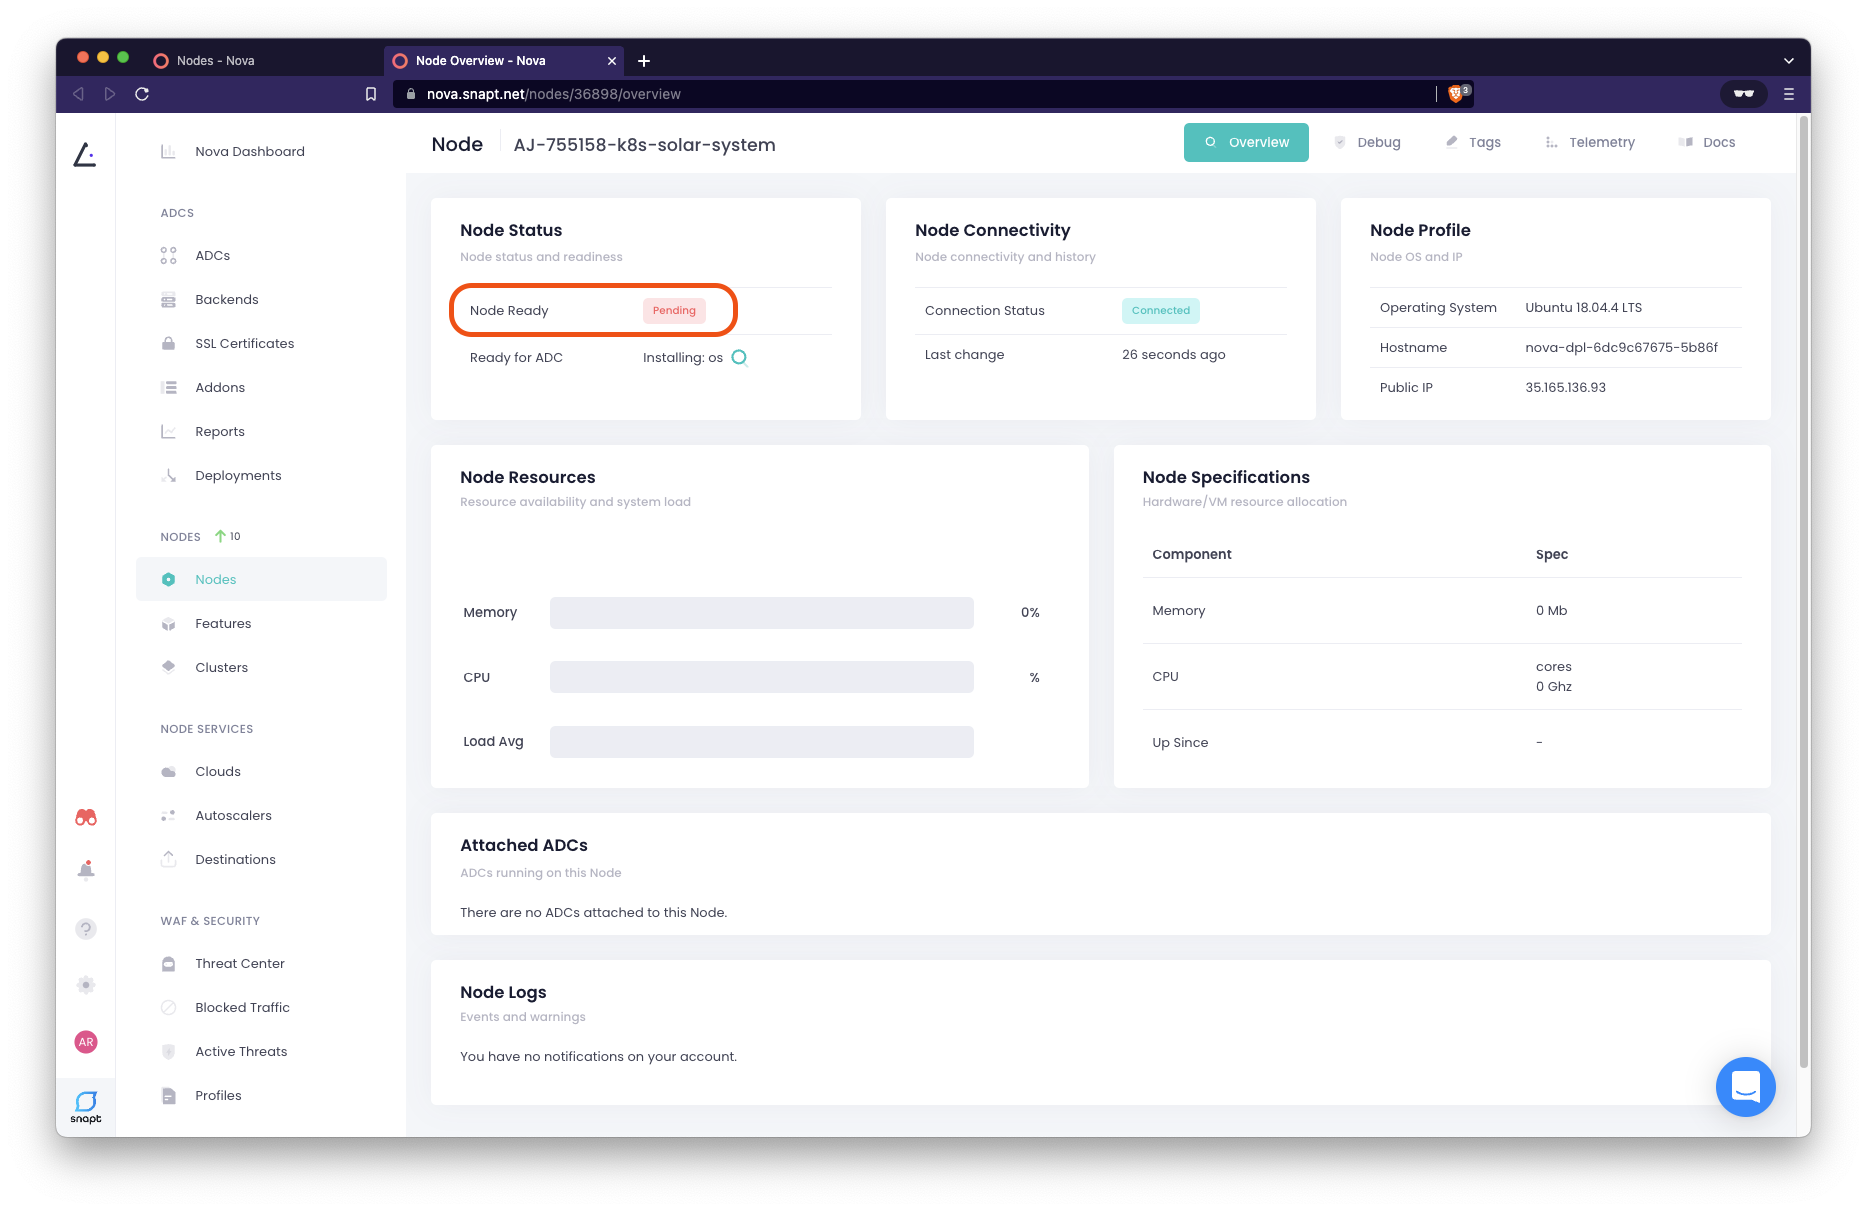 Nodes - Nova
Node Overview - Nova
nova.snapt.net/nodes/36898/overview
3
Nova Dashboard
ADCS
ADCs
Backends
SSL Certificates
Addons
Reports
Deployments
NODES 10
Nodes
Features
Clusters
NODE SERVICES
Clouds
Autoscalers
Destinations
WAF & SECURITY
Threat Center
Blocked Traffic
Active Threats
Profiles
AR
snapt
Node AJ-755158-k8s-solar-system
Overview
Debug
Tags
Telemetry
Docs
Node Status
Node status and readiness
Node Ready Pending
Ready for ADC Installing: os
Node Connectivity
Node connectivity and history
Connection Status Connected
Last change 26 seconds ago
Node Profile
Node OS and IP
Operating System Ubuntu 18.04.4 LTS
Hostname nova-dpl-6dc9c67675-5b86f
Public IP 35.165.136.93
Node Resources
Resource availability and system load
Memory 0%
CPU %
Load Avg
Node Specifications
Hardware/VM resource allocation
Component Spec
Memory 0 Mb
CPU cores
0 Ghz
Up Since -
Attached ADCs
ADCs running on this Node
There are no ADCs attached to this Node.
Node Logs
Events and warnings
You have no notifications on your account.